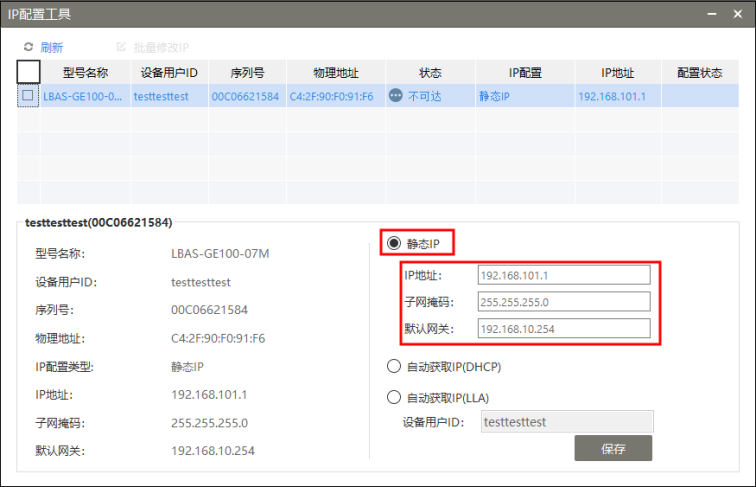 IP配置工具
刷新 批量修改IP
型号名称 设备用户ID 序列号 物理地址 状态 IP配置 IP地址 配置状态
LBAS-GE100-0... testtesttest 00C06621584 C4:2F:90:F0:91:F6 不可达 静态IP 192.168.101.1
testtesttest(00C06621584)
型号名称: LBAS-GE100-07M
设备用户ID: testtesttest
序列号: 00C06621584
物理地址: C4:2F:90:F0:91:F6
IP配置类型: 静态IP
IP地址: 192.168.101.1
子网掩码: 255.255.255.0
默认网关: 192.168.10.254
静态IP
IP地址: 192.168.101.1
子网掩码: 255.255.255.0
默认网关: 192.168.10.254
自动获取IP(DHCP)
自动获取IP(LLA)
设备用户ID: testtesttest
保存